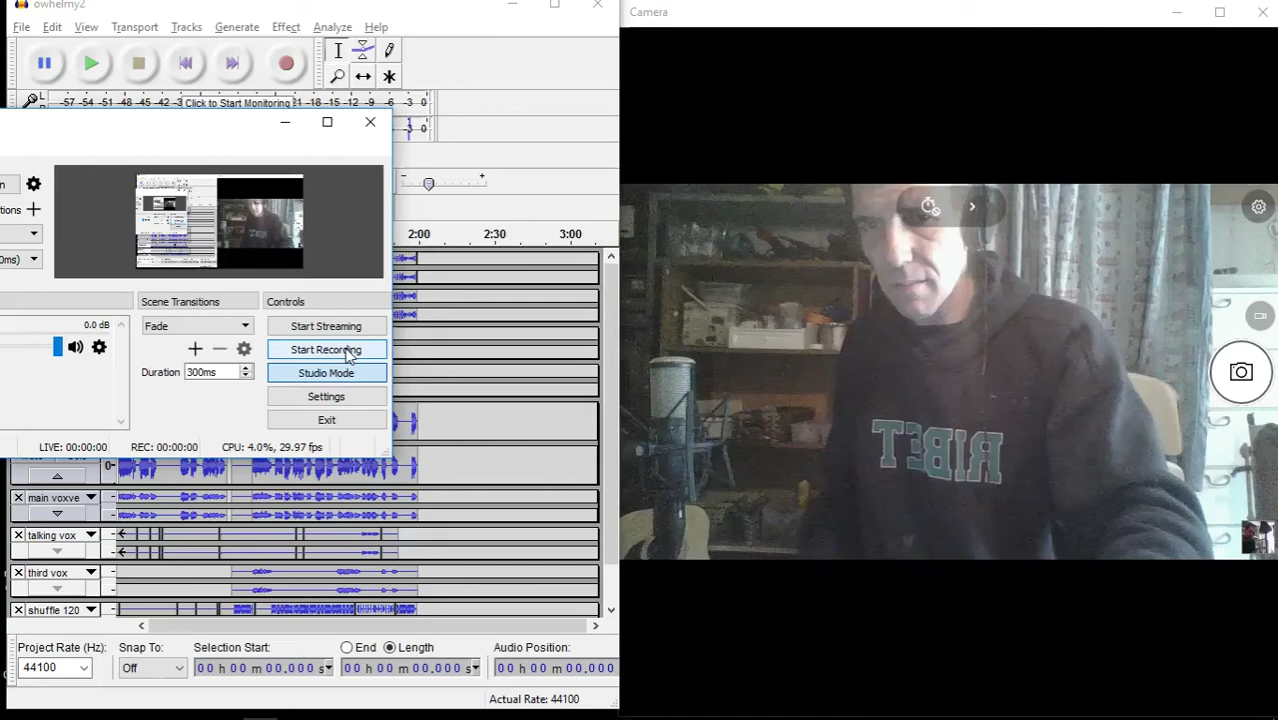 owhelmy2
Camera
File Edit View Transport Tracks Generate Effect Analyze Help
L
-57 -54 -51 -48 -45 -42 -3 Click to Start Monitoring -18 -15 -12 -9 -6 -3 0
-3 0
- +
2:00 2:30 3:00
n
tions
0ms)
Scene Transitions
Controls
0.0 dB
Fade
Start Streaming
Start Recording
Duration 300ms
Studio Mode
Settings
Exit
LIVE: 00:00:00 REC: 00:00:00 CPU: 4.0%, 29.97 fps
0-
main voxve
talking vox
third vox
shuffle 120
Project Rate (Hz): Snap To: Selection Start: End Length Audio Position:
44100 Off 00 h 00 m 00.000 s 00 h 00 m 00.000 s 00 h 00 m 00.000
Actual Rate: 44100
RIBET